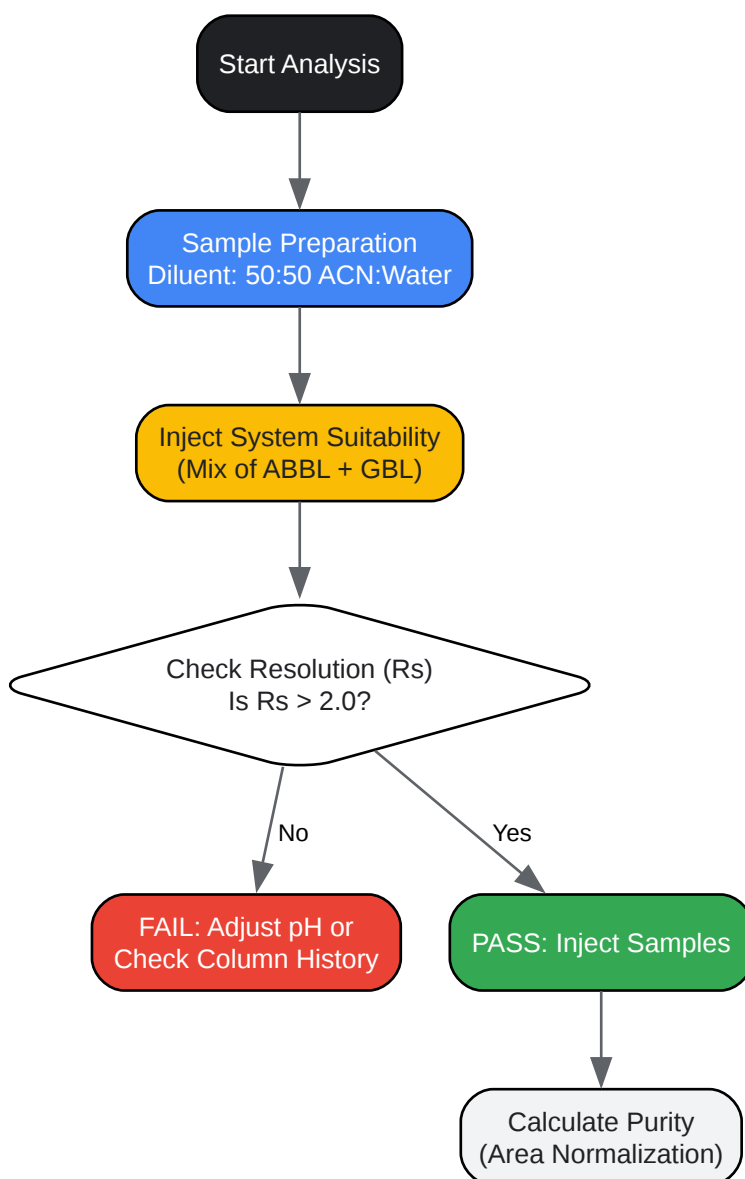 Start Analysis
Sample Preparation
Diluent: 50:50 ACN:Water
Inject System Suitability
(Mix of ABBL + GBL)
Check Resolution (Rs)
Is Rs > 2.0?
No
Yes
FAIL: Adjust pH or
Check Column History
PASS: Inject Samples
Calculate Purity
(Area Normalization)